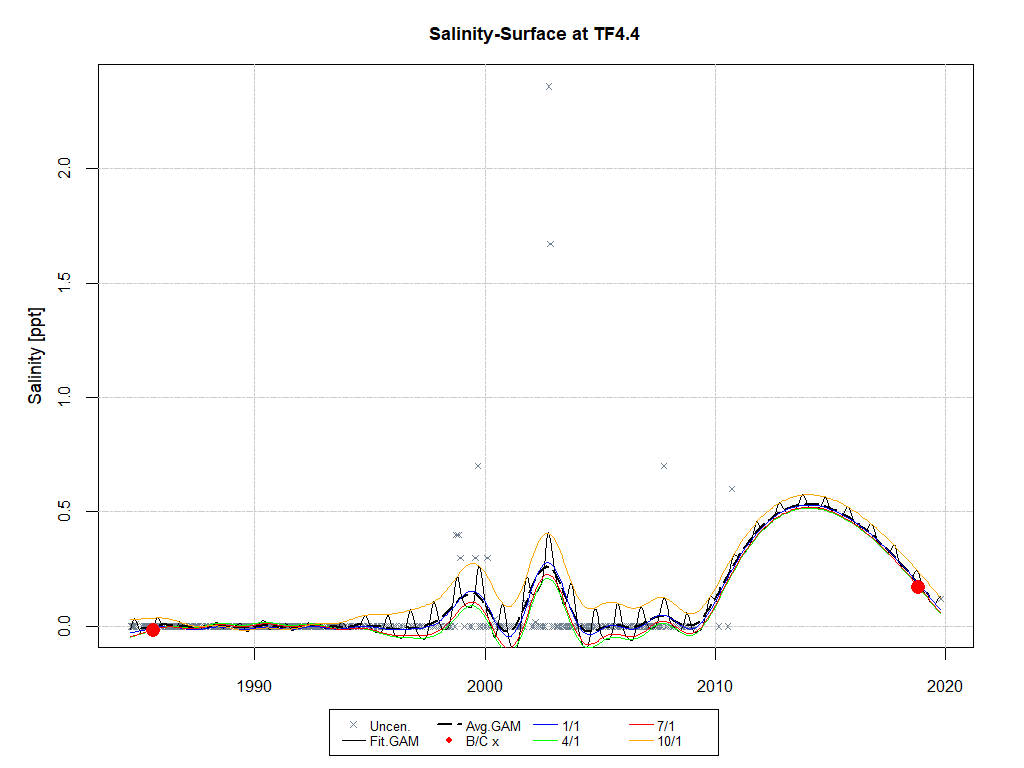 Salinity-Surface at TF4.4
Salinity [ppt]
2.0
1.5
1.0
0.5
0.0
1990 2000 2010 2020
Uncen. Avg.GAM 1/1 7/1
Fit.GAM B/C x 4/1 10/1